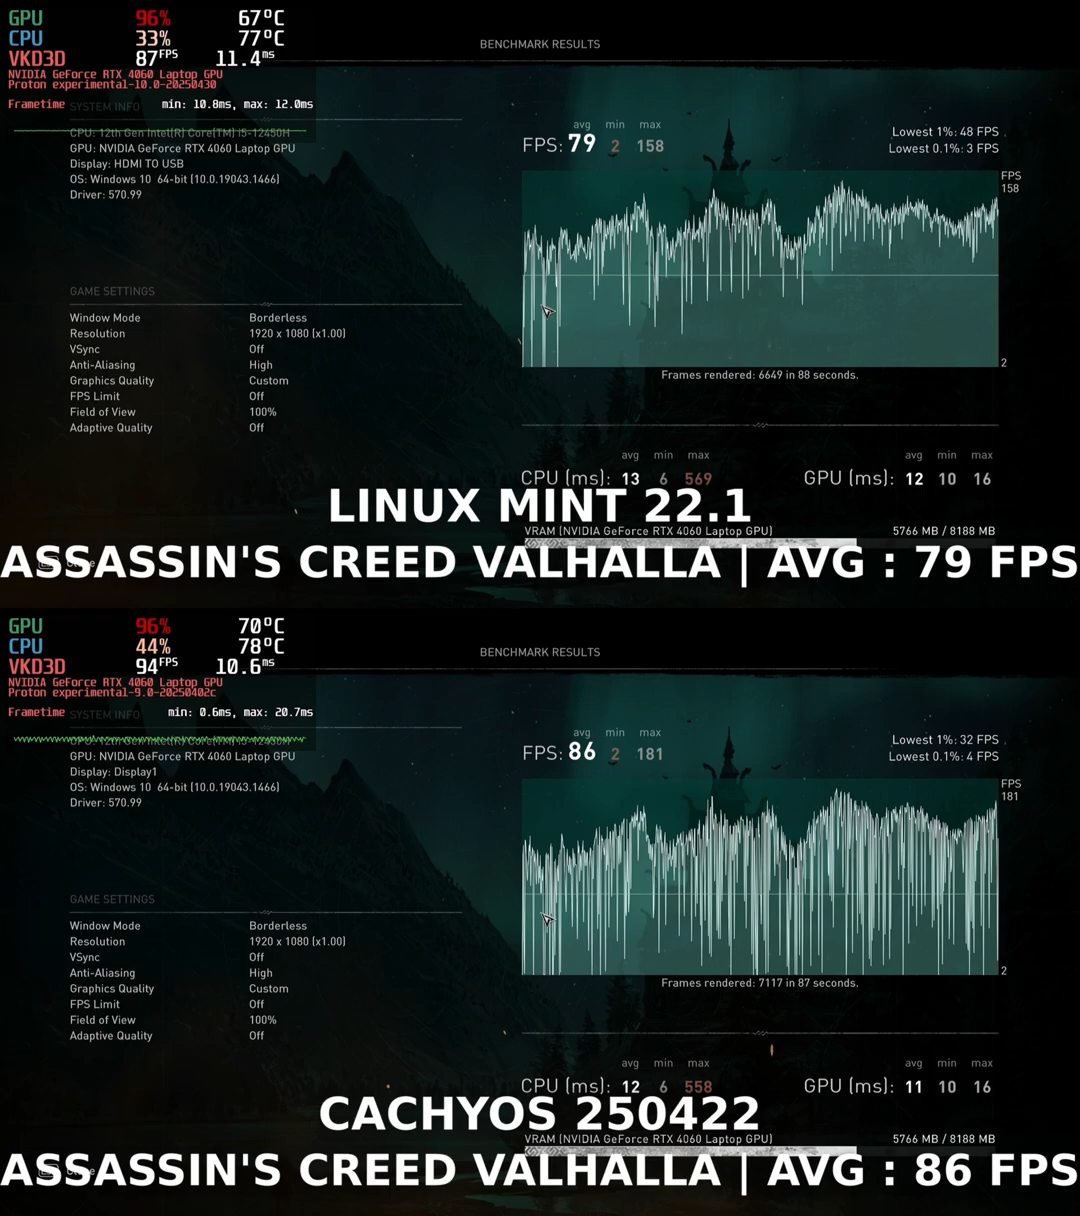 GPU 96% 67°C
CPU 33% 77°C
VKD3D 87FPS 11.4ms
NVIDIA GeForce RTX 4060 Laptop GPU
Proton experimental-10.0-20250430
Frametime min: 10.8ms, max: 12.0ms
SYSTEM INFO
CPU: 12th Gen Intel(R) Core(TM) i5-12450H
GPU: NVIDIA GeForce RTX 4060 Laptop GPU
Display: HDMI TO USB
OS: Windows 10 64-bit (10.0.19043.1466)
Driver: 570.99
GAME SETTINGS
Window Mode Borderless
Resolution 1920 x 1080 (x1.00)
VSync Off
Anti-Aliasing High
Graphics Quality Custom
FPS Limit Off
Field of View 100%
Adaptive Quality Off
BENCHMARK RESULTS
avg min max
FPS: 79 2 158
Lowest 1%: 48 FPS
Lowest 0.1%: 3 FPS
FPS
158
2
Frames rendered: 6649 in 88 seconds.
avg min max
CPU (ms): 13 6 569
avg min max
GPU (ms): 12 10 16
LINUX MINT 22.1
VRAM (NVIDIA GeForce RTX 4060 Laptop GPU) 5766 MB / 8188 MB
ASSASSIN'S CREED VALHALLA | AVG : 79 FPS
GPU 96% 70°C
CPU 44% 78°C
VKD3D 94FPS 10.6ms
NVIDIA GeForce RTX 4060 Laptop GPU
Proton experimental-9.0-20250402c
Frametime min: 0.6ms, max: 20.7ms
SYSTEM INFO
CPU: 12th Gen Intel(R) Core(TM) i5-12450H
GPU: NVIDIA GeForce RTX 4060 Laptop GPU
Display: Display1
OS: Windows 10 64-bit (10.0.19043.1466)
Driver: 570.99
GAME SETTINGS
Window Mode Borderless
Resolution 1920 x 1080 (x1.00)
VSync Off
Anti-Aliasing High
Graphics Quality Custom
FPS Limit Off
Field of View 100%
Adaptive Quality Off
BENCHMARK RESULTS
avg min max
FPS: 86 2 181
Lowest 1%: 32 FPS
Lowest 0.1%: 4 FPS
FPS
181
2
Frames rendered: 7117 in 87 seconds.
avg min max
CPU (ms): 12 6 558
avg min max
GPU (ms): 11 10 16
CACHYOS 250422
VRAM (NVIDIA GeForce RTX 4060 Laptop GPU) 5766 MB / 8188 MB
ASSASSIN'S CREED VALHALLA | AVG : 86 FPS